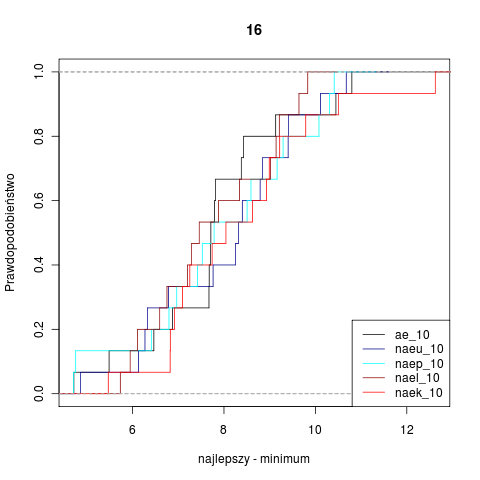 16
Prawdopodobieństwo
1.0
0.8
0.6
0.4
0.2
0.0
6 8 10 12
najlepszy - minimum
ae_10
naeu_10
naep_10
nael_10
naek_10